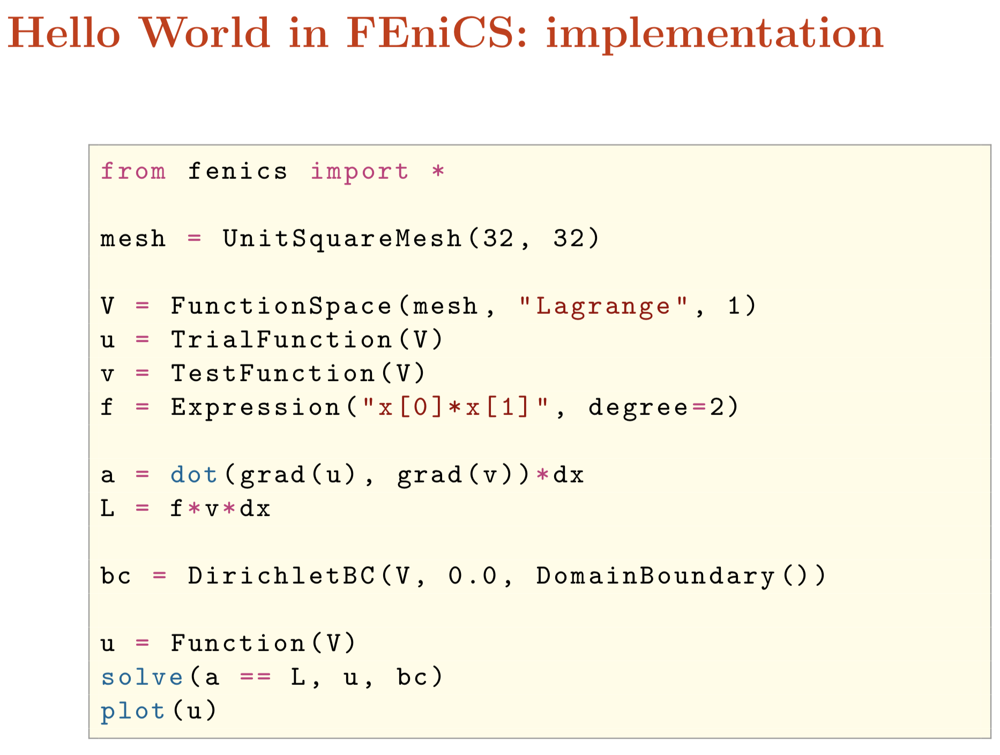 Hello World in FEniCS: implementation
from fenics import *
mesh = UnitSquareMesh(32, 32)
V = FunctionSpace(mesh, "Lagrange", 1)
u = TrialFunction(V)
v = TestFunction(V)
f = Expression("x[0]*x[1]", degree=2)
a = dot(grad(u), grad(v))*dx
L = f*v*dx
bc = DirichletBC(V, 0.0, DomainBoundary())
u = Function(V)
solve(a == L, u, bc)
plot(u)